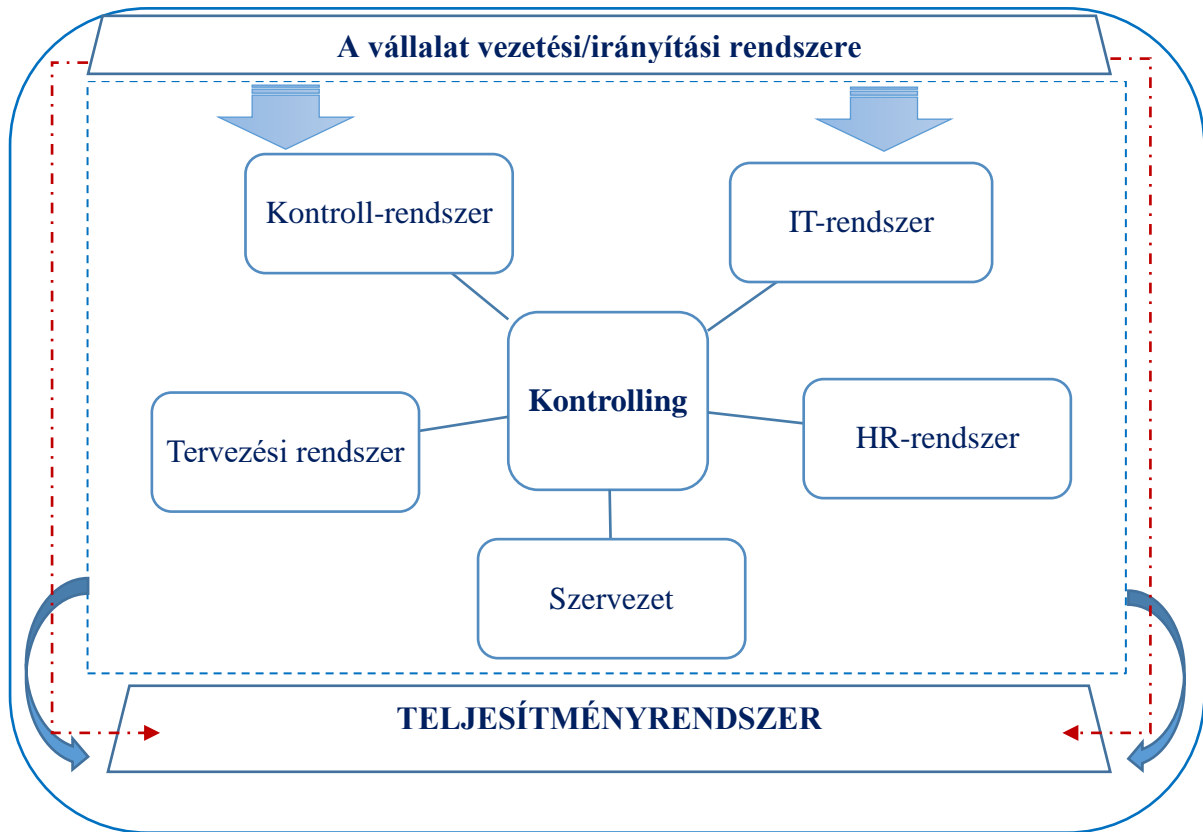 A vállalat vezetési/irányítási rendszere
Kontroll-rendszer
IT-rendszer
Kontrolling
Tervezési rendszer
HR-rendszer
Szervezet
TELJESÍTMÉNYRENDSZER